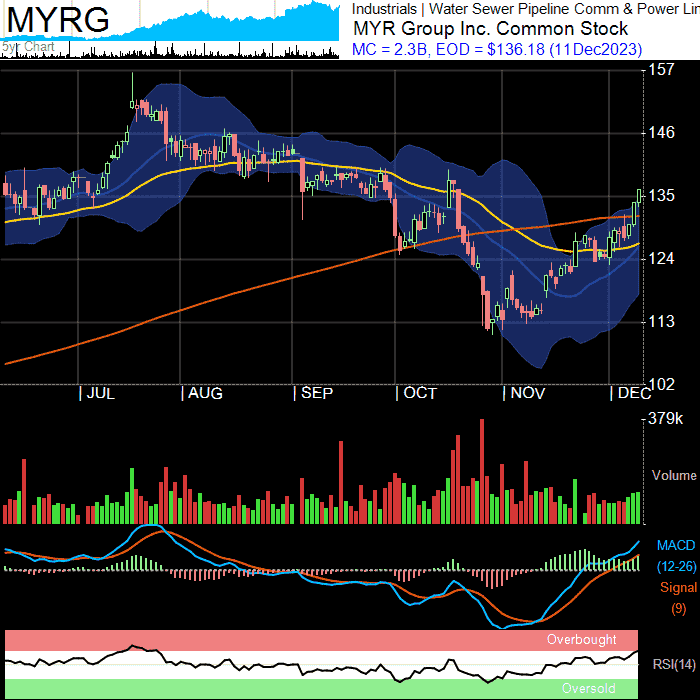 MYRG
5yr Chart
Industrials | Water Sewer Pipeline Comm & Power Lin
MYR Group Inc. Common Stock
MC = 2.3B, EOD = $136.18 (11Dec2023)
157
146
135
124
113
102
| JUL | AUG | SEP | OCT | NOV | DEC
379k
Volume
MACD
(12-26)
Signal
(9)
Overbought
RSI(14)
Oversold